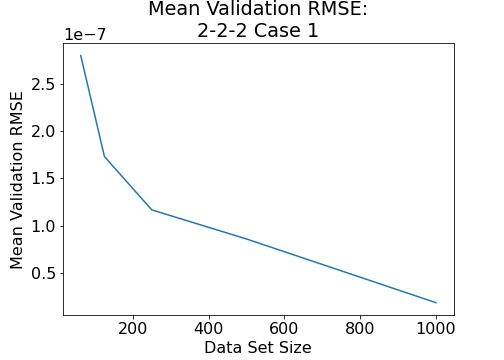 Mean Validation RMSE:
2-2-2 Case 1
1e−7
2.5
2.0
1.5
1.0
0.5
Mean Validation RMSE
200 400 600 800 1000
Data Set Size